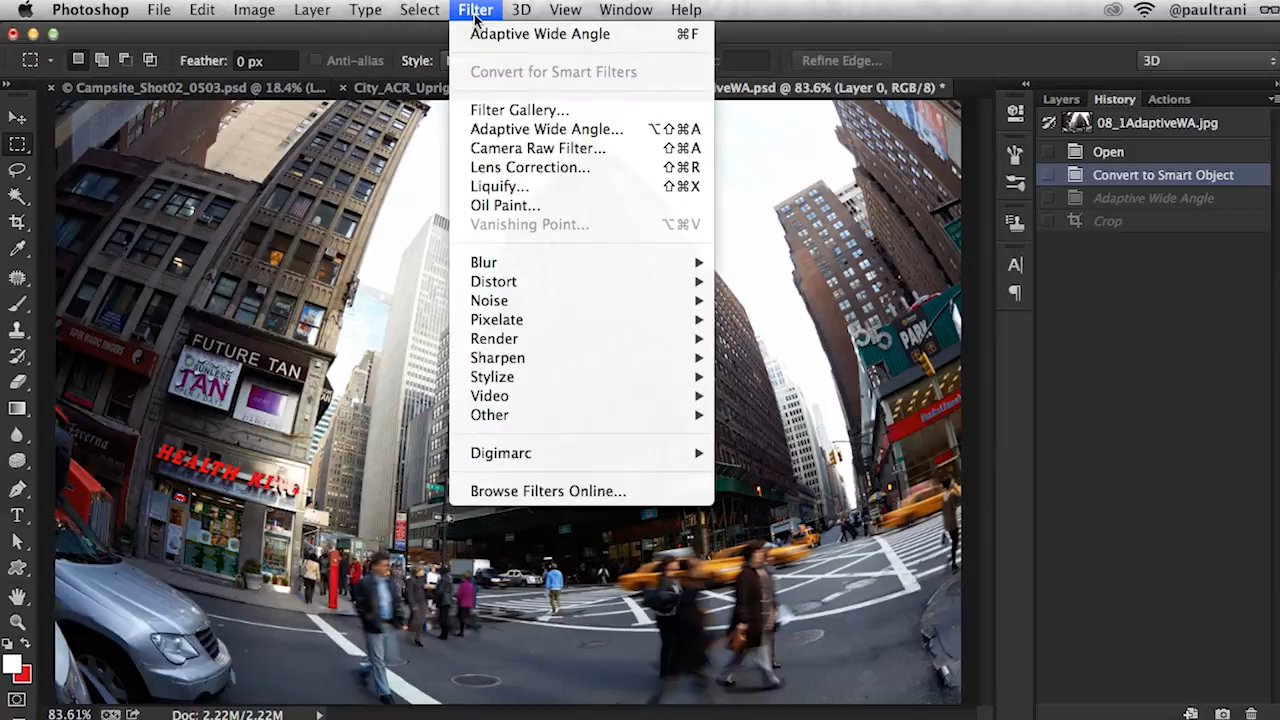 Photoshop File Edit Image Layer Type Select Filter 3D View Window Help @paultrani
Feather: 0 px Anti-alias Style: Refine Edge... 3D
× © Campsite_Shot02_0503.psd @ 18.4% (L... × City_ACR_Uprig veWA.psd @ 83.6% (Layer 0, RGB/8) *
Adaptive Wide Angle ⌘F
Convert for Smart Filters
Filter Gallery...
Adaptive Wide Angle... ⌥⇧⌘A
Camera Raw Filter... ⇧⌘A
Lens Correction... ⇧⌘R
Liquify... ⇧⌘X
Oil Paint...
Vanishing Point... ⌥⌘V
Blur
Distort
Noise
Pixelate
Render
Sharpen
Stylize
Video
Other
Digimarc
Browse Filters Online...
Layers History Actions
08_1AdaptiveWA.jpg
Open
Convert to Smart Object
Adaptive Wide Angle
Crop
A|
¶
T
FUTURE TAN
SUNLESS
TAN
HEALTH KING
PARK
83.61% Doc: 2.22M/2.22M